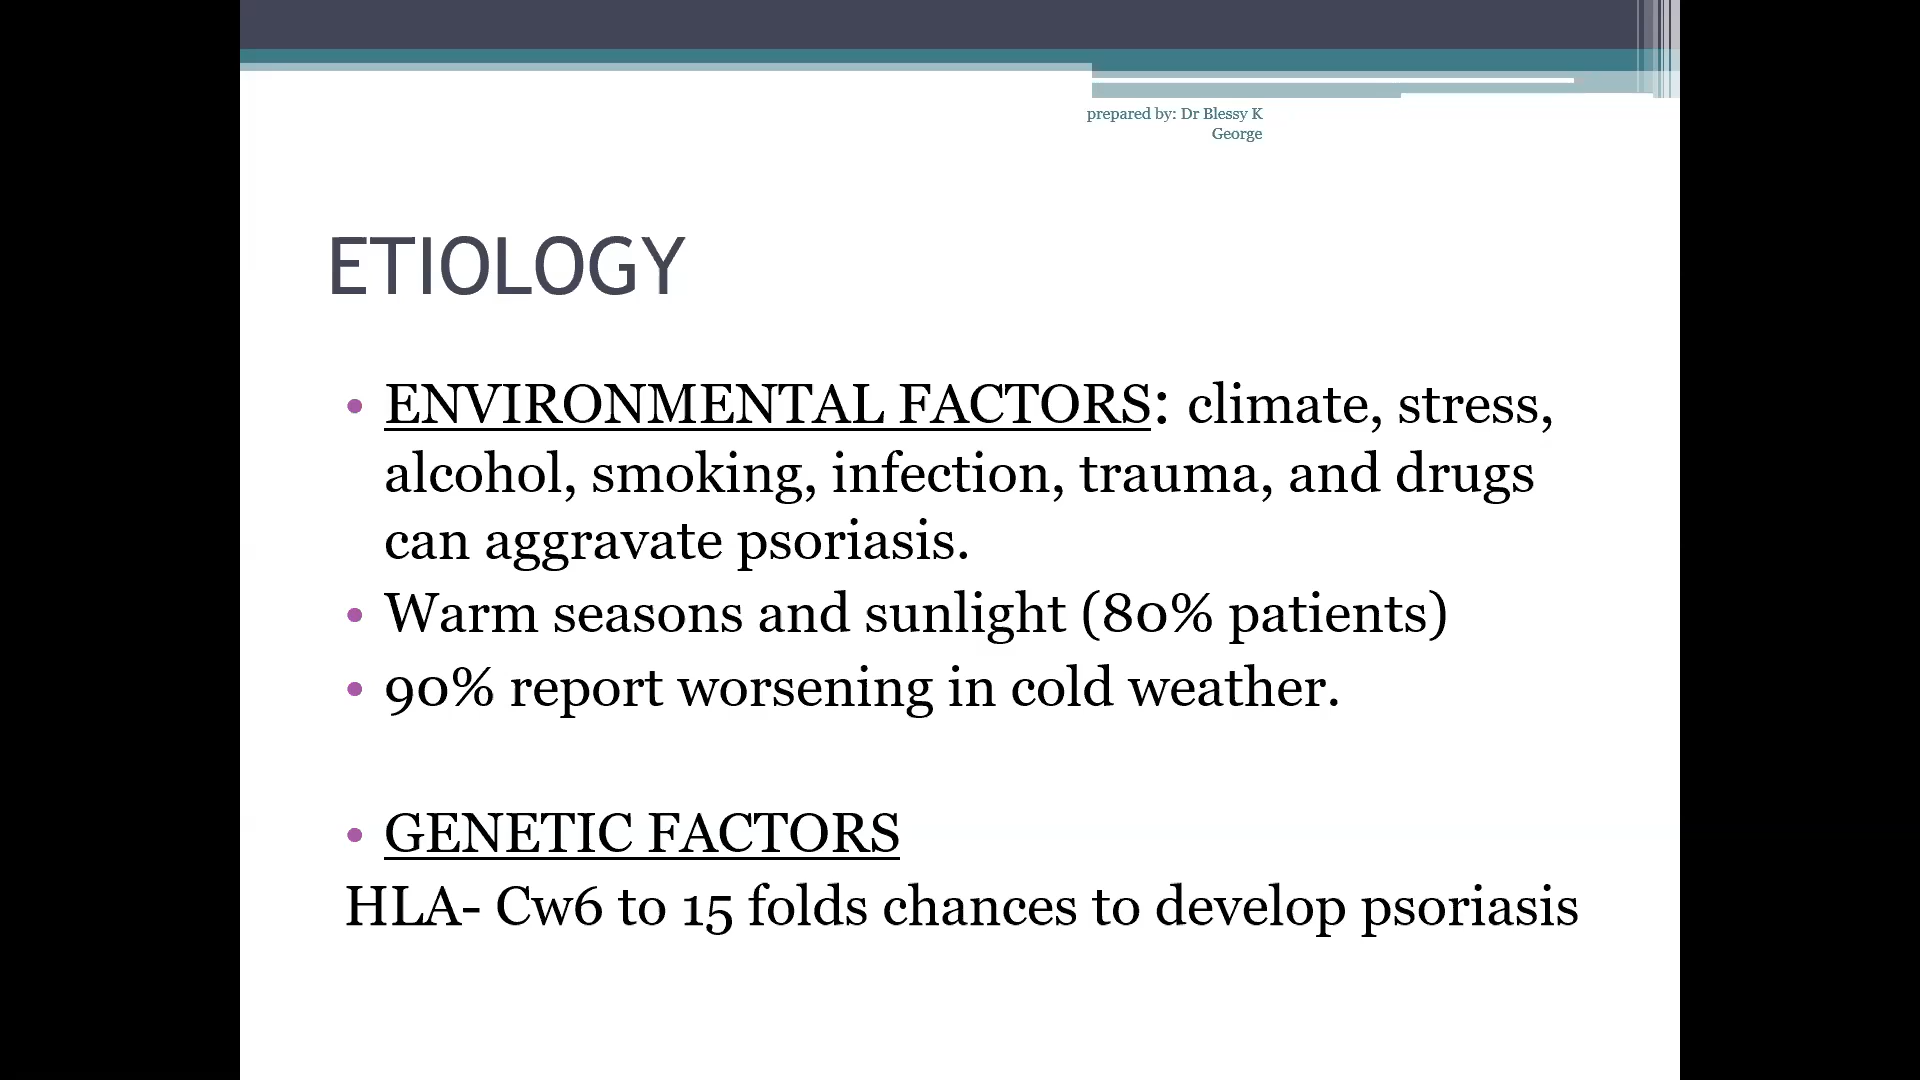 prepared by: Dr Blessy K
George
ETIOLOGY
• ENVIRONMENTAL FACTORS: climate, stress,
alcohol, smoking, infection, trauma, and drugs
can aggravate psoriasis.
• Warm seasons and sunlight (80% patients)
• 90% report worsening in cold weather.
• GENETIC FACTORS
HLA- Cw6 to 15 folds chances to develop psoriasis